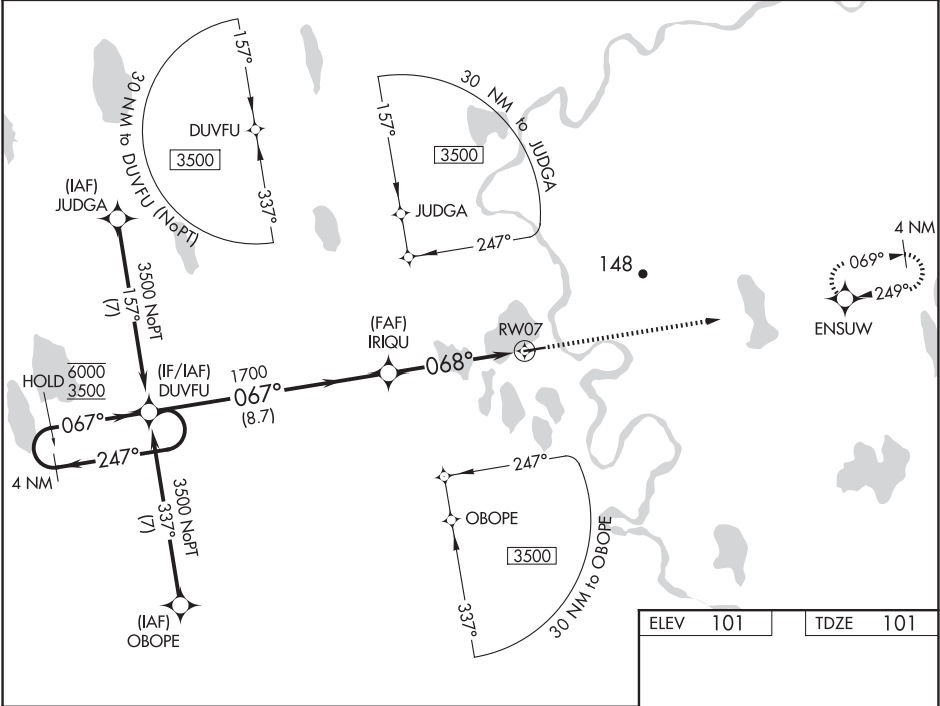 157°
30 NM to DUVFU (NoPT)
DUVFU
3500
337°
30 NM to JUDGA
157°
3500
JUDGA
247°
(IAF)
JUDGA
3500 NoPT
157°
(7)
148
4 NM
069°
249°
ENSUW
HOLD
6000
3500
(IF/IAF)
DUVFU
1700
067°
(8.7)
(FAF)
IRIQU
068°
RW07
067°
247°
4 NM
3500 NoPT
337°
(7)
(IAF)
OBOPE
247°
OBOPE
3500
337°
30 NM to OBOPE
ELEV 101
TDZE 101